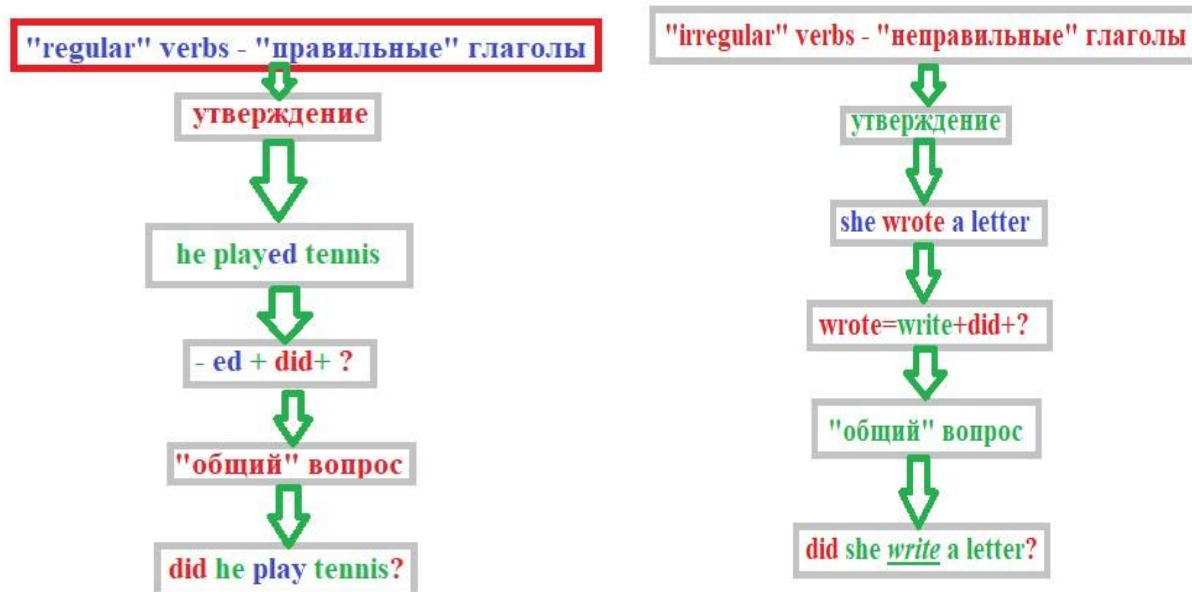 "regular" verbs - "правильные" глаголы
утверждение
he played tennis
- ed + did+ ?
"общий" вопрос
did he play tennis?
"irregular" verbs - "неправильные" глаголы
утверждение
she wrote a letter
wrote=write+did+?
"общий" вопрос
did she write a letter?